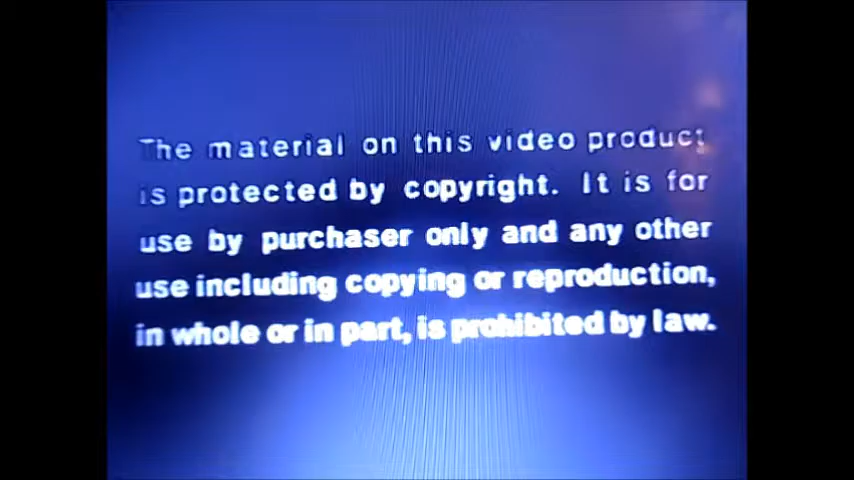 The material on this video product
is protected by copyright. It is for
use by purchaser only and any other
use including copying or reproduction,
in whole or in part, is prohibited by law.